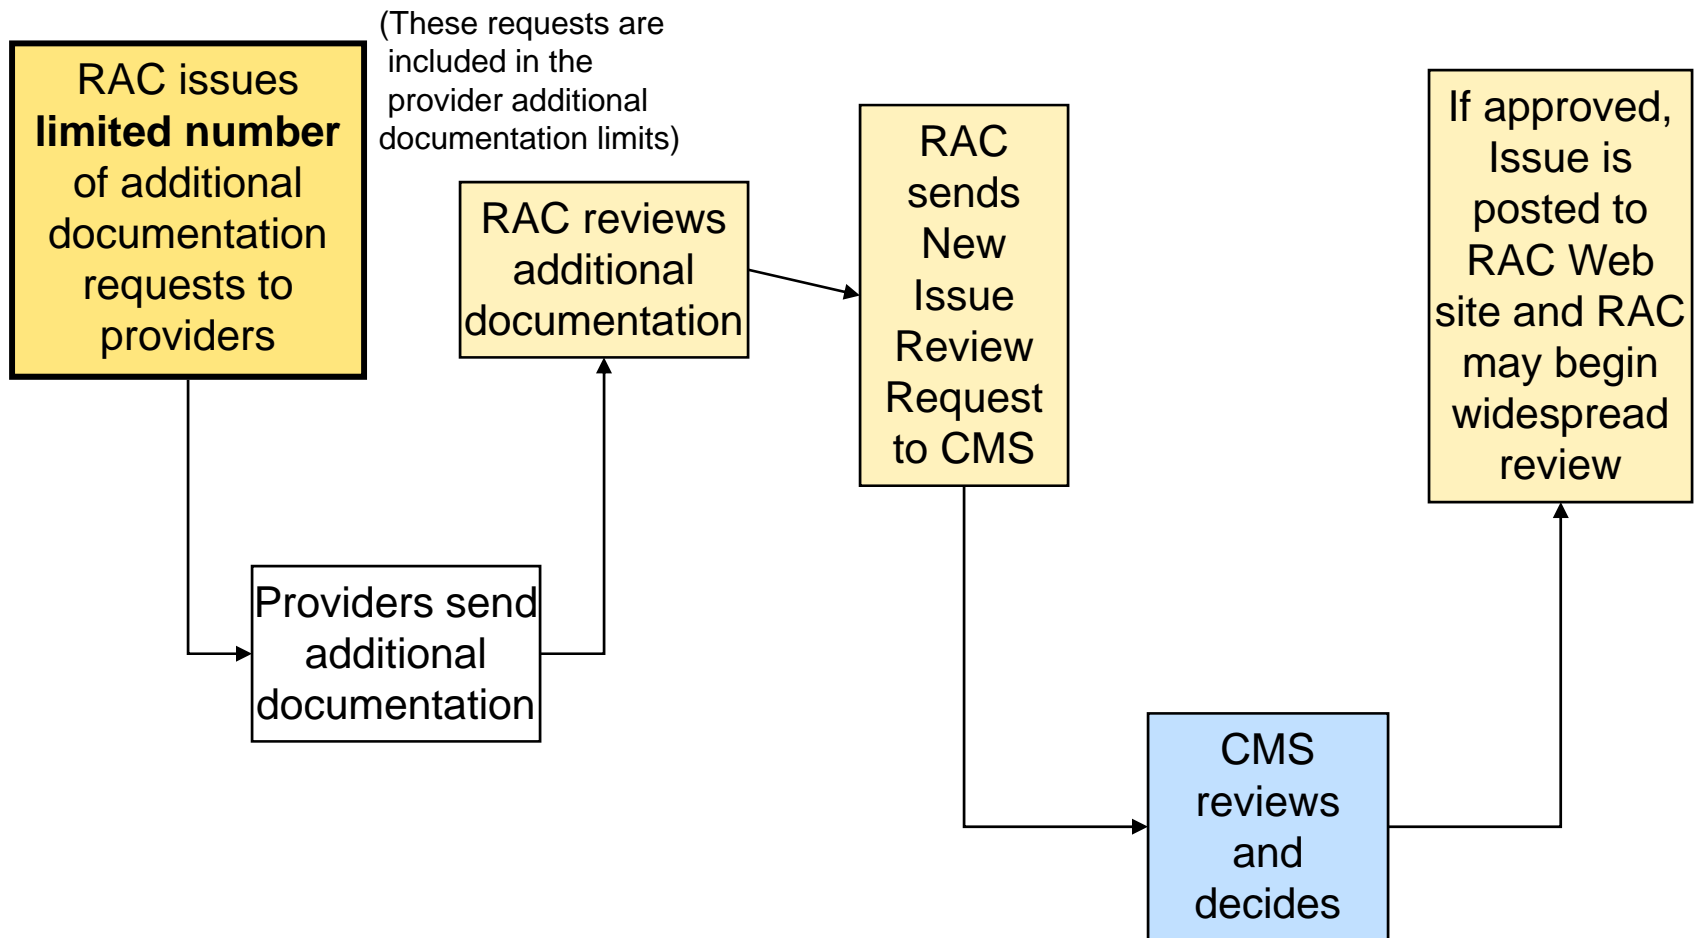 RAC issues
limited number
of additional
documentation
requests to
providers
(These requests are
included in the
provider additional
documentation limits)
Providers send
additional
documentation
RAC reviews
additional
documentation
RAC
sends
New
Issue
Review
Request
to CMS
CMS
reviews
and
decides
If approved,
Issue is
posted to
RAC Web
site and RAC
may begin
widespread
review